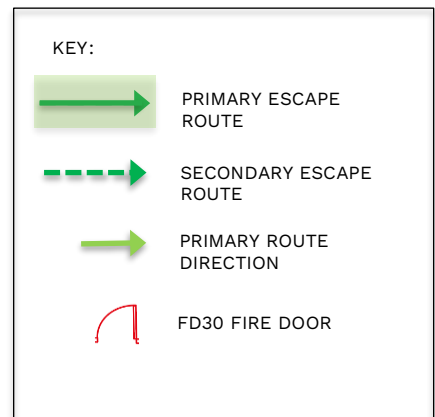 KEY:
PRIMARY ESCAPE
ROUTE
SECONDARY ESCAPE
ROUTE
PRIMARY ROUTE
DIRECTION
FD30 FIRE DOOR